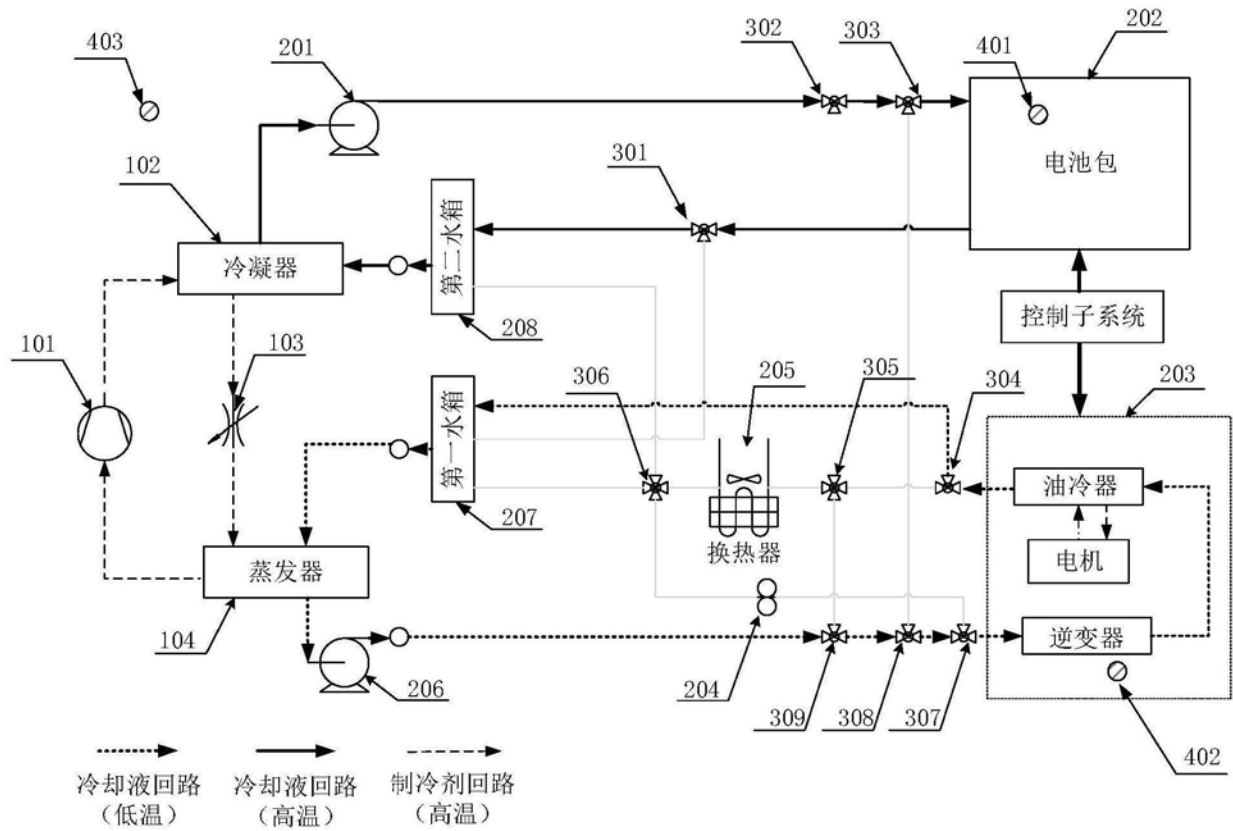 403
201
302
303
401
202
电池包
102
301
冷凝器
第二水箱
208
控制子系统
101
103
306
205
305
304
203
第一水箱
207
油冷器
换热器
电机
蒸发器
104
206
204
逆变器
309
308
307
402
冷却液回路
（低温）
冷却液回路
（高温）
制冷剂回路
（高温）